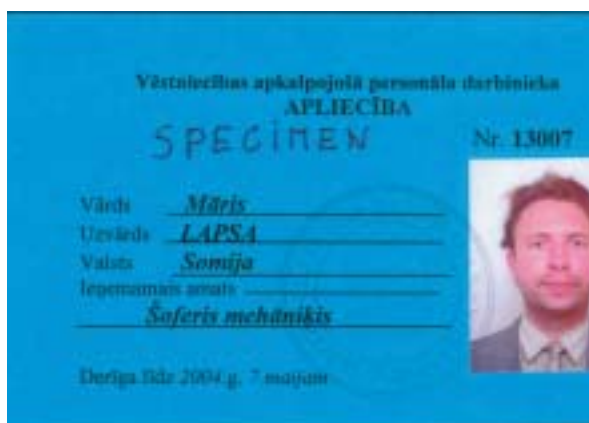 Vēstniecības apkalpojošā personāla darbinieka
APLIECĪBA
SPECIMEN
Nr. 13007
Vārds Māris
Uzvārds LAPSA
Valsts Somija
Ieņemamais amats
Šoferis mehāniķis
Derīga līdz 2004.g. 7 maijam